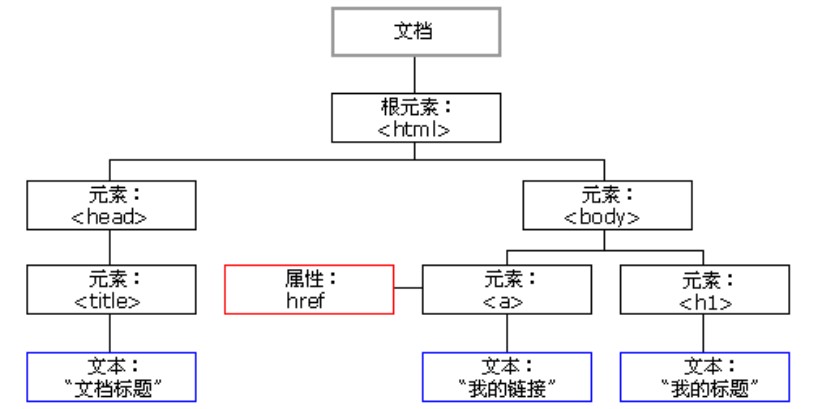 文档
根元素：
<html>
元素：
<head>
元素：
<body>
元素：
<title>
属性：
href
元素：
<a>
元素：
<h1>
文本：
“文档标题”
文本：
“我的链接”
文本：
“我的标题”